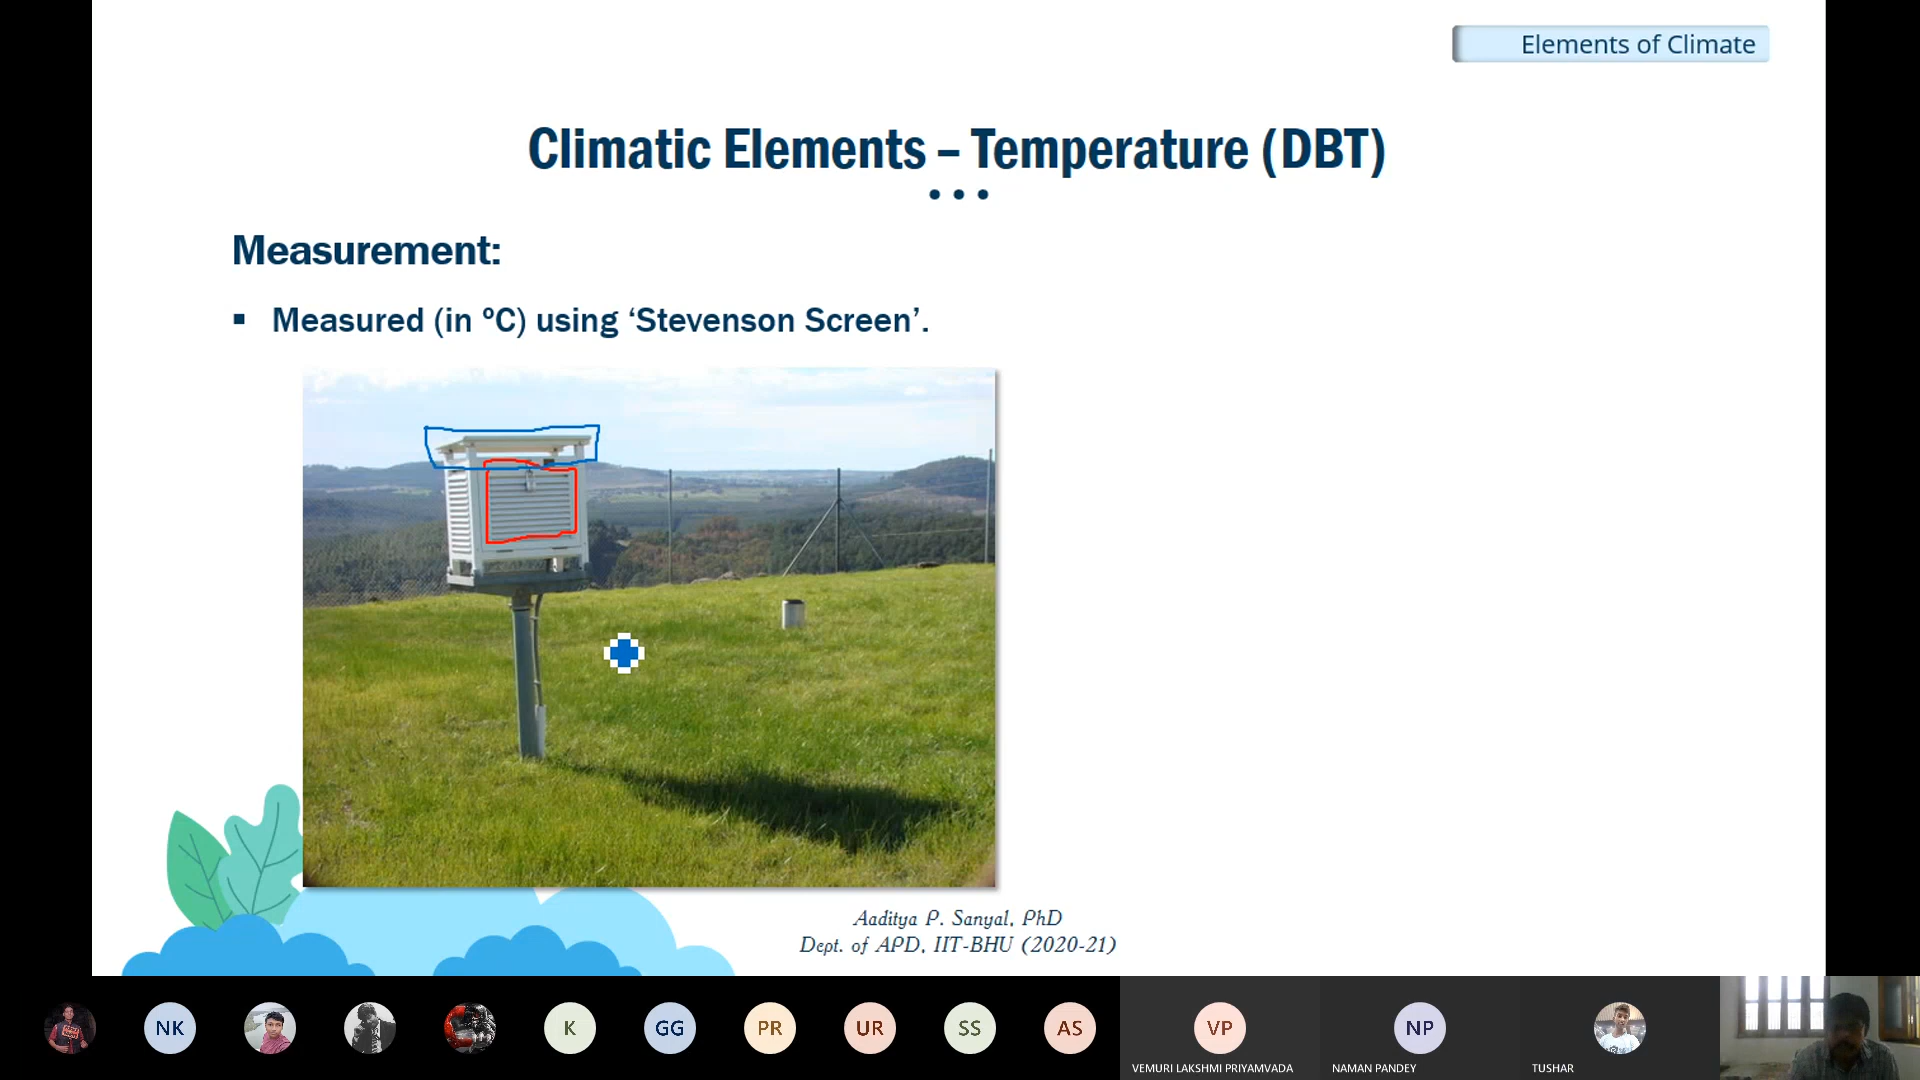 Elements of Climate
Climatic Elements – Temperature (DBT)
Measurement:
▪ Measured (in ºC) using ‘Stevenson Screen’.
Aaditya P. Sanyal, PhD
Dept. of APD, IIT-BHU (2020-21)
NK
K
GG
PR
UR
SS
AS
VP
NP
VEMURI LAKSHMI PRIYAMVADA
NAMAN PANDEY
TUSHAR